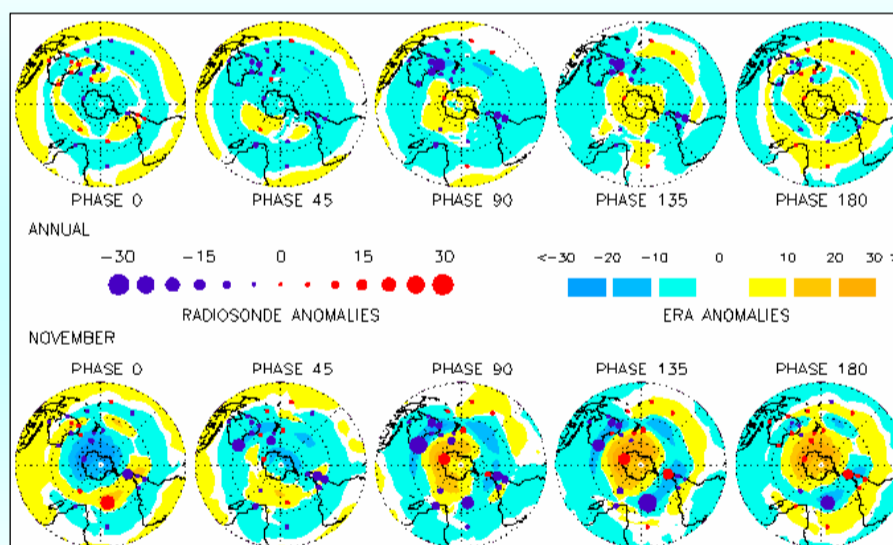 PHASE 0 PHASE 45 PHASE 90 PHASE 135 PHASE 180
ANNUAL
-30 -15 0 15 30
<-30 -20 -10 0 10 20 30 >
RADIOSONDE ANOMALIES ERA ANOMALIES
NOVEMBER
PHASE 0 PHASE 45 PHASE 90 PHASE 135 PHASE 180